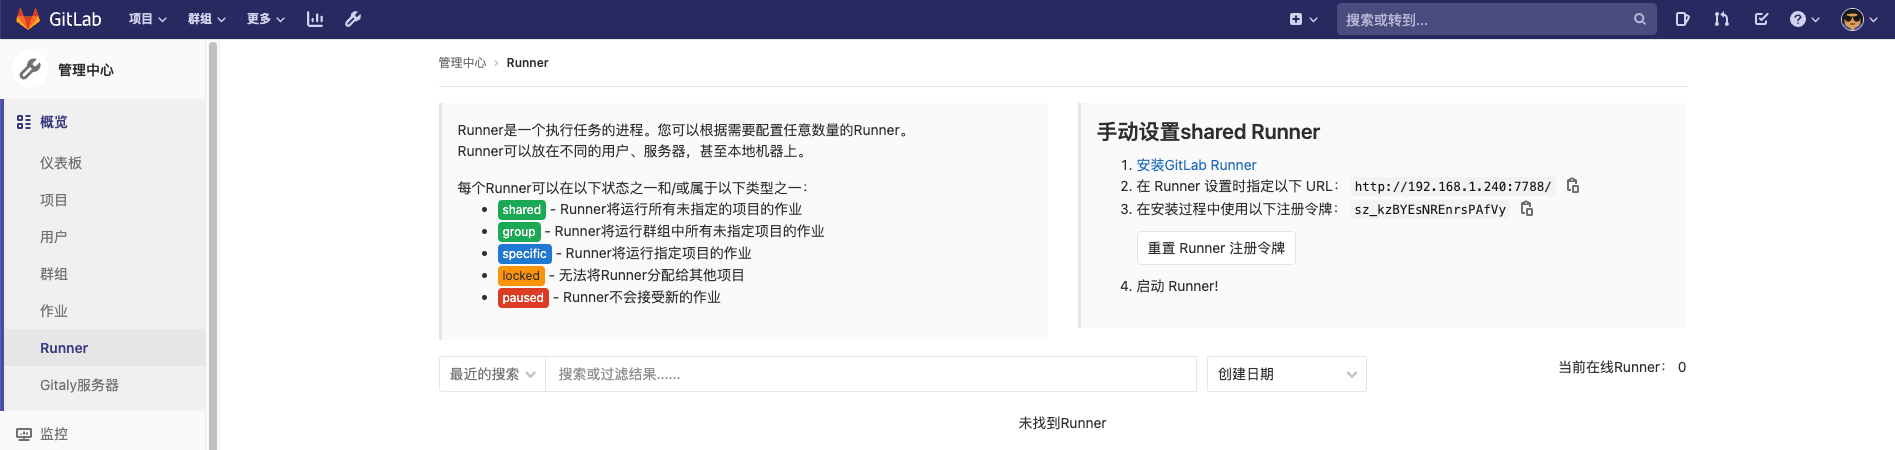 GitLab 项目 群组 更多 搜索或转到...
管理中心
概览
仪表板
项目
用户
群组
作业
Runner
Gitaly服务器
监控
管理中心 › Runner
Runner是一个执行任务的进程。您可以根据需要配置任意数量的Runner。
Runner可以放在不同的用户、服务器，甚至本地机器上。
每个Runner可以在以下状态之一和/或属于以下类型之一：
• shared - Runner将运行所有未指定的项目的作业
• group - Runner将运行群组中所有未指定项目的作业
• specific - Runner将运行指定项目的作业
• locked - 无法将Runner分配给其他项目
• paused - Runner不会接受新的作业
手动设置shared Runner
1. 安装GitLab Runner
2. 在 Runner 设置时指定以下 URL： http://192.168.1.240:7788/
3. 在安装过程中使用以下注册令牌： sz_kzBYEsNREnrsPAfVy
重置 Runner 注册令牌
4. 启动 Runner!
最近的搜索 搜索或过滤结果...... 创建日期 当前在线Runner： 0
未找到Runner